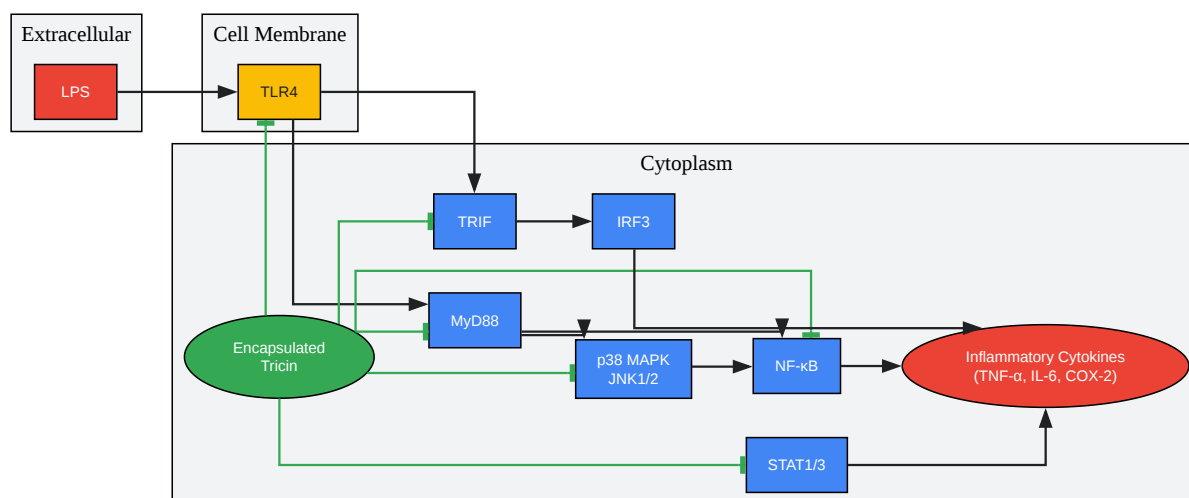 Extracellular
LPS
Cell Membrane
TLR4
Cytoplasm
TRIF
IRF3
MyD88
Encapsulated
Tricin
p38 MAPK
JNK1/2
NF-κB
Inflammatory Cytokines
(TNF-α, IL-6, COX-2)
STAT1/3